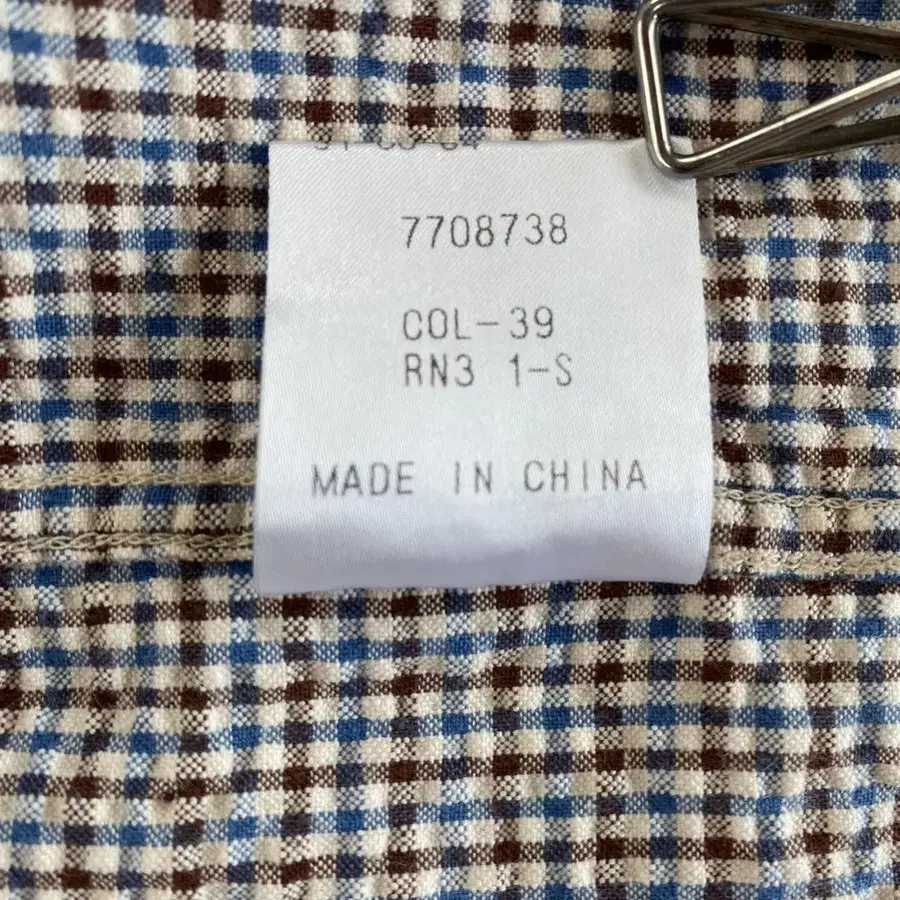 7708738
COL-39
RN3 1-S
MADE IN CHINA